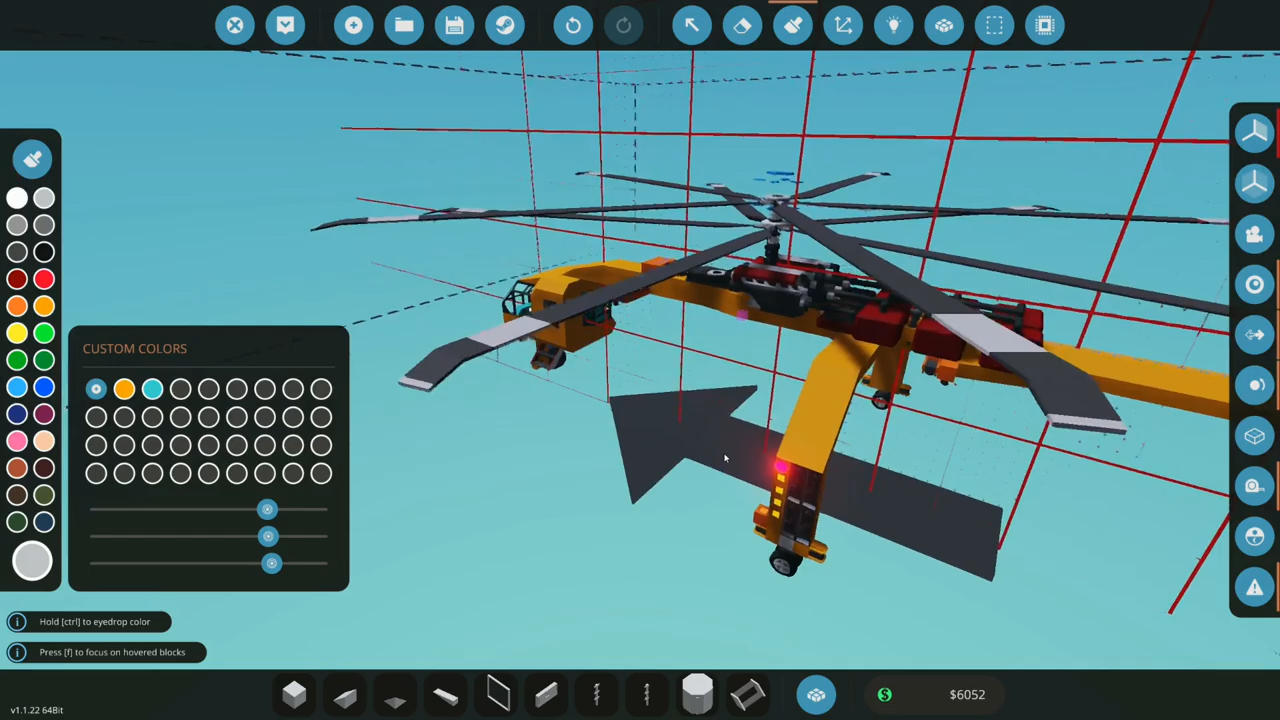 CUSTOM COLORS
Hold [ctrl] to eyedrop color
Press [f] to focus on hovered blocks
$6052
v1.1.22 64Bit